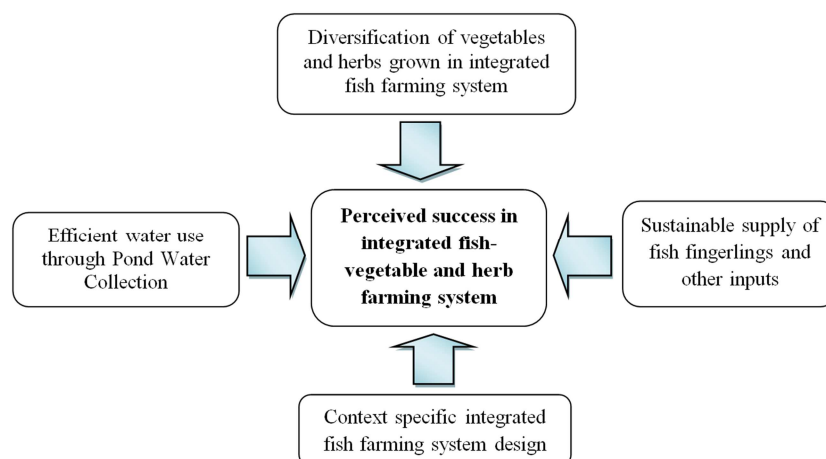 Diversification of vegetables
and herbs grown in integrated
fish farming system
Efficient water use
through Pond Water
Collection
Perceived success in
integrated fish-
vegetable and herb
farming system
Sustainable supply of
fish fingerlings and
other inputs
Context specific integrated
fish farming system design